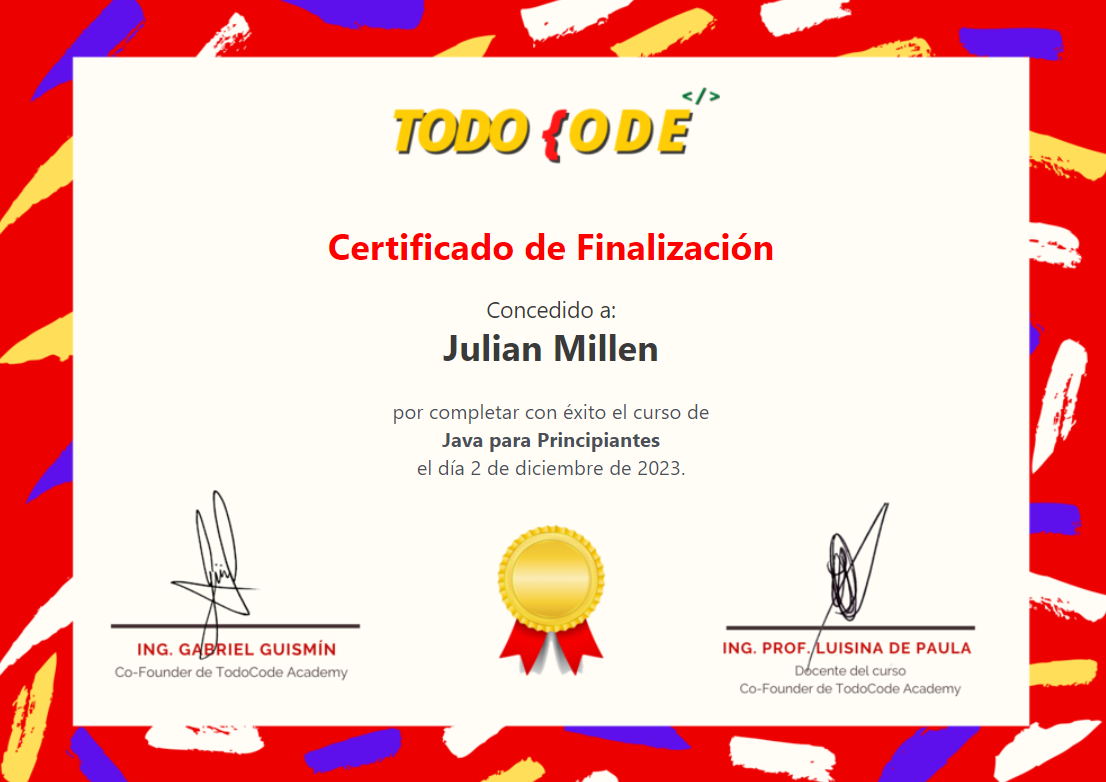 </>
TODO {ODE
Certificado de Finalización
Concedido a:
Julian Millen
por completar con éxito el curso de
Java para Principiantes
el día 2 de diciembre de 2023.
ING. GABRIEL GUISMÍN
Co-Founder de TodoCode Academy
ING. PROF. LUISINA DE PAULA
Docente del curso
Co-Founder de TodoCode Academy